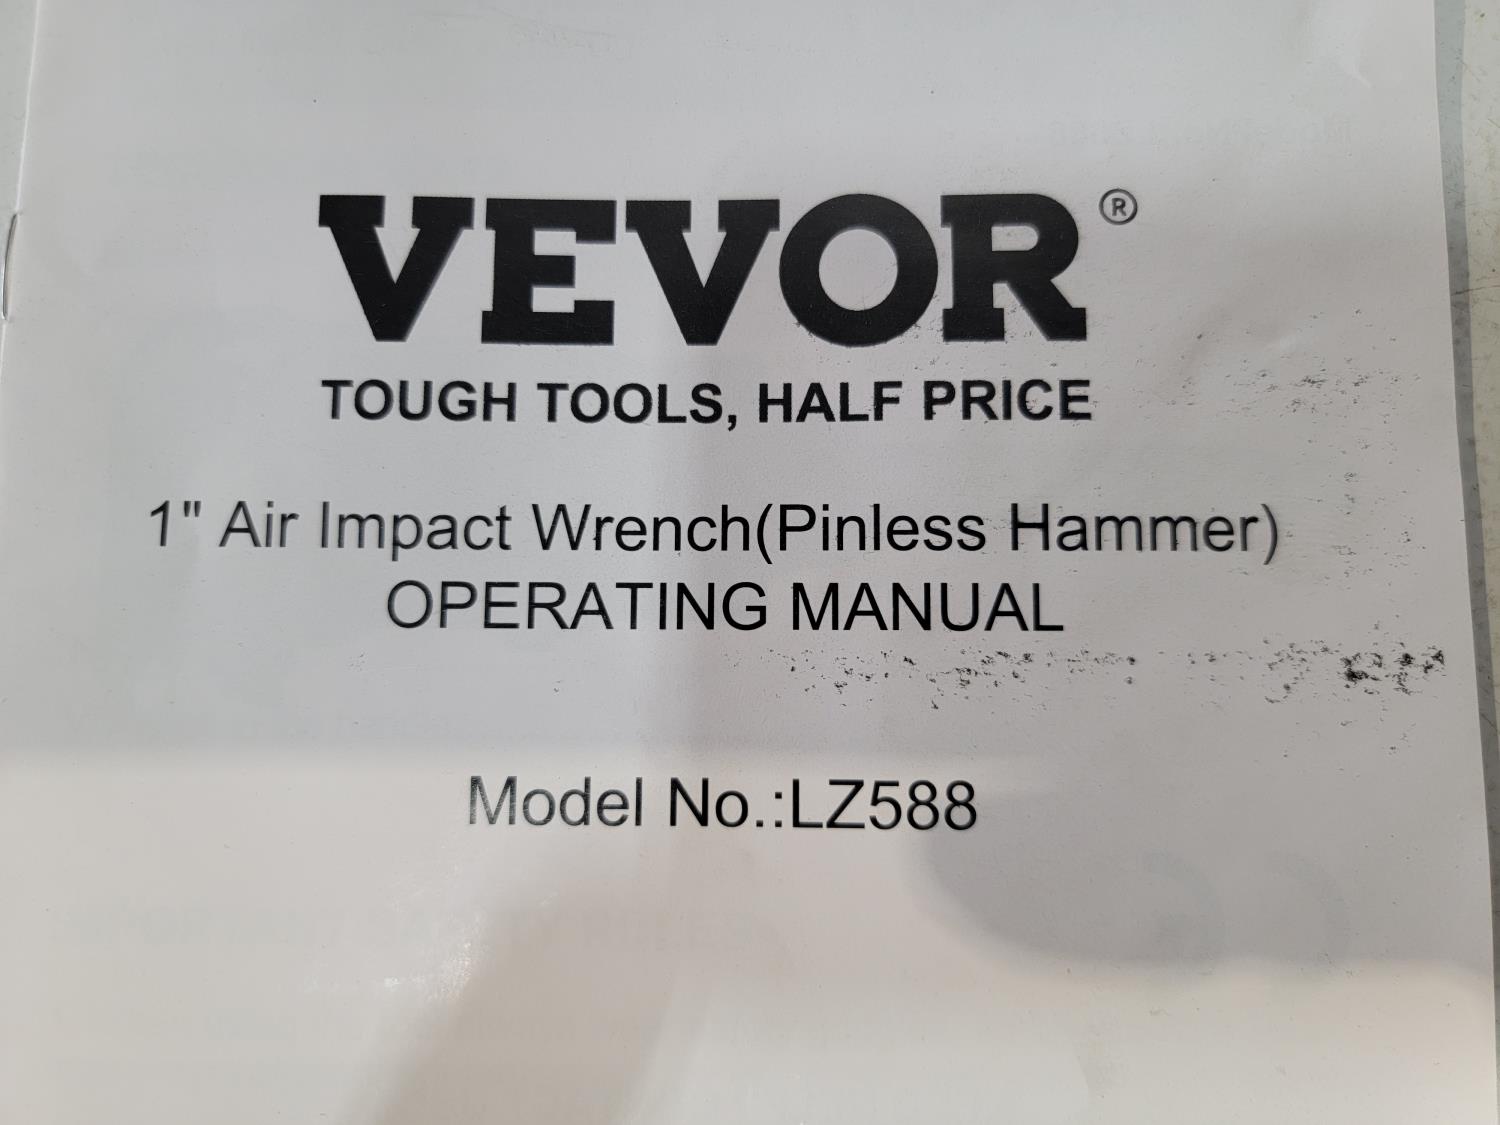 VEVOR®
TOUGH TOOLS, HALF PRICE
1" Air Impact Wrench(Pinless Hammer)
OPERATING MANUAL
Model No.:LZ588